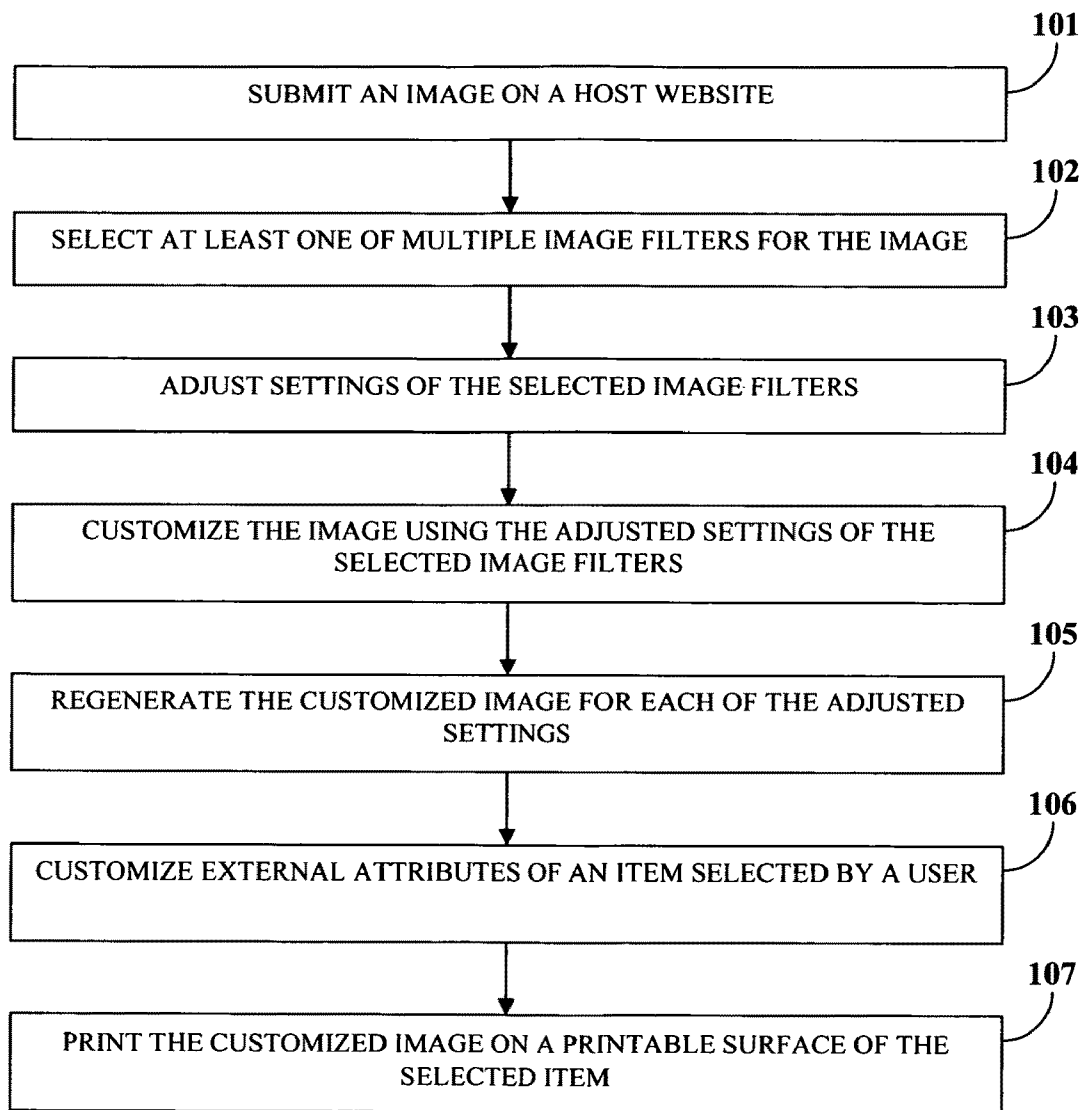 101
SUBMIT AN IMAGE ON A HOST WEBSITE
102
SELECT AT LEAST ONE OF MULTIPLE IMAGE FILTERS FOR THE IMAGE
103
ADJUST SETTINGS OF THE SELECTED IMAGE FILTERS
104
CUSTOMIZE THE IMAGE USING THE ADJUSTED SETTINGS OF THE
SELECTED IMAGE FILTERS
105
REGENERATE THE CUSTOMIZED IMAGE FOR EACH OF THE ADJUSTED
SETTINGS
106
CUSTOMIZE EXTERNAL ATTRIBUTES OF AN ITEM SELECTED BY A USER
107
PRINT THE CUSTOMIZED IMAGE ON A PRINTABLE SURFACE OF THE
SELECTED ITEM